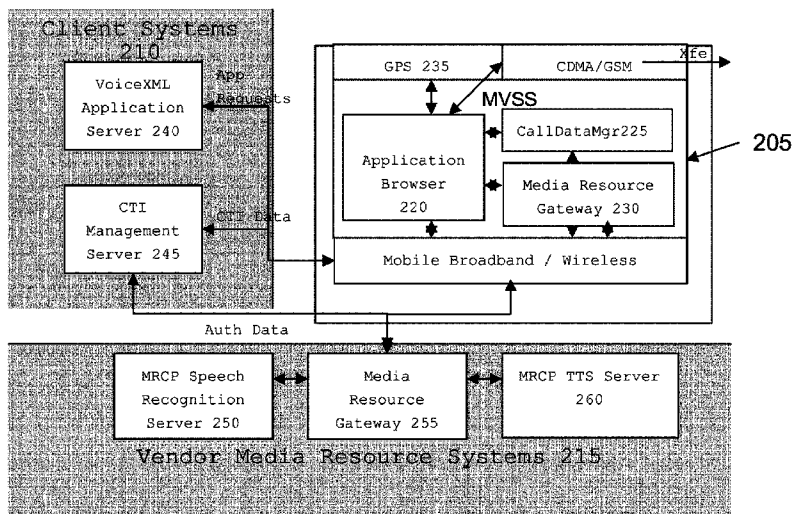 Client Systems
210
VoiceXML
Application
Server 240
App
Requests
CTI
Management
Server 245
CTI Data
GPS 235
CDMA/GSM
Xfe
MVSS
CallDataMgr225
Application
Browser
220
Media Resource
Gateway 230
205
Mobile Broadband / Wireless
Auth Data
MRCP Speech
Recognition
Server 250
Media
Resource
Gateway 255
MRCP TTS Server
260
Vendor Media Resource Systems 215